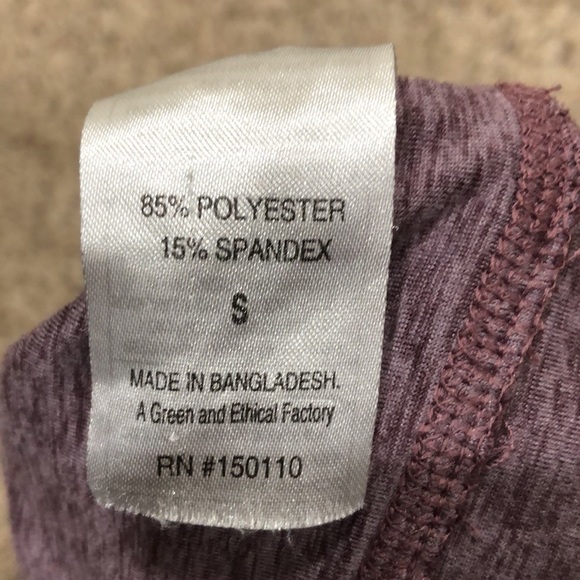 85% POLYESTER
15% SPANDEX
S
MADE IN BANGLADESH.
A Green and Ethical Factory
RN #150110